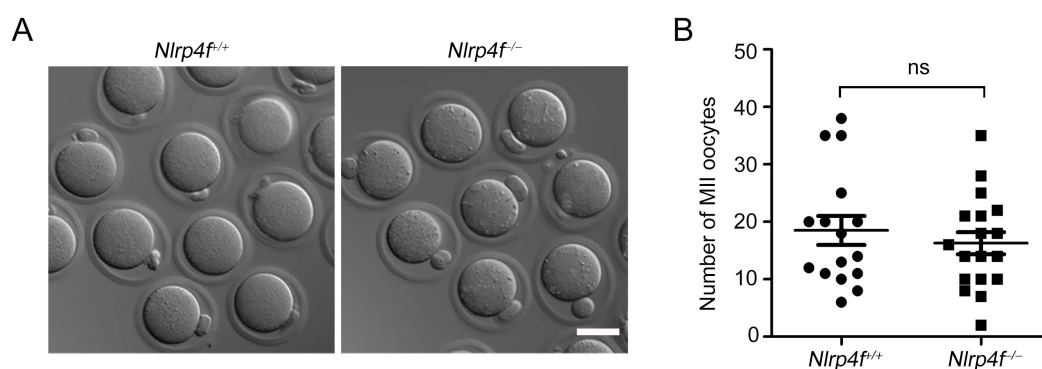 A
Nlrp4f+/+
Nlrp4f−/−
B
Number of MII oocytes
50
40
30
20
10
0
ns
Nlrp4f+/+
Nlrp4f−/−